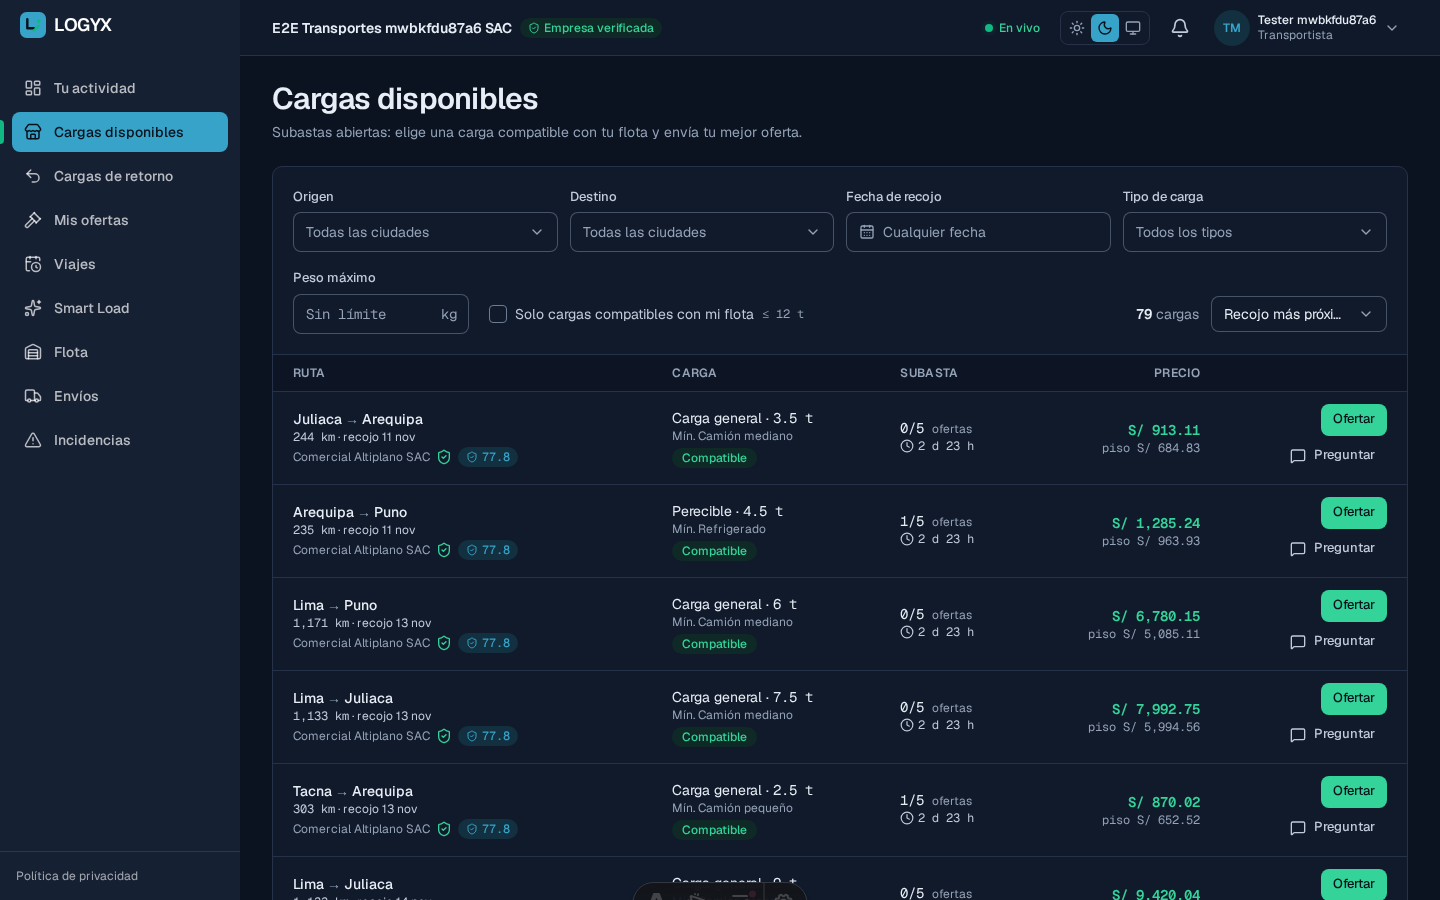 LOGYX
E2E Transportes mwbkfdu87a6 SAC
Empresa verificada
En vivo
TM
Tester mwbkfdu87a6
Transportista
Tu actividad
Cargas disponibles
Cargas de retorno
Mis ofertas
Viajes
Smart Load
Flota
Envíos
Incidencias
Política de privacidad
Cargas disponibles
Subastas abiertas: elige una carga compatible con tu flota y envía tu mejor oferta.
Origen
Todas las ciudades
Destino
Todas las ciudades
Fecha de recojo
Cualquier fecha
Tipo de carga
Todos los tipos
Peso máximo
Sin límite kg
Solo cargas compatibles con mi flota ≤ 12 t
79 cargas
Recojo más próxi...
RUTA CARGA SUBASTA PRECIO
Juliaca → Arequipa
244 km · recojo 11 nov
Comercial Altiplano SAC 77.8
Carga general · 3.5 t
Mín. Camión mediano
Compatible
0/5 ofertas
2 d 23 h
S/ 913.11
piso S/ 684.83
Ofertar
Preguntar
Arequipa → Puno
235 km · recojo 11 nov
Comercial Altiplano SAC 77.8
Perecible · 4.5 t
Mín. Refrigerado
Compatible
1/5 ofertas
2 d 23 h
S/ 1,285.24
piso S/ 963.93
Ofertar
Preguntar
Lima → Puno
1,171 km · recojo 13 nov
Comercial Altiplano SAC 77.8
Carga general · 6 t
Mín. Camión mediano
Compatible
0/5 ofertas
2 d 23 h
S/ 6,780.15
piso S/ 5,085.11
Ofertar
Preguntar
Lima → Juliaca
1,133 km · recojo 13 nov
Comercial Altiplano SAC 77.8
Carga general · 7.5 t
Mín. Camión mediano
Compatible
0/5 ofertas
2 d 23 h
S/ 7,992.75
piso S/ 5,994.56
Ofertar
Preguntar
Tacna → Arequipa
303 km · recojo 13 nov
Comercial Altiplano SAC 77.8
Carga general · 2.5 t
Mín. Camión pequeño
Compatible
1/5 ofertas
2 d 23 h
S/ 870.02
piso S/ 652.52
Ofertar
Preguntar
Lima → Juliaca
0/5 ofertas
S/ 9,420.04
Ofertar